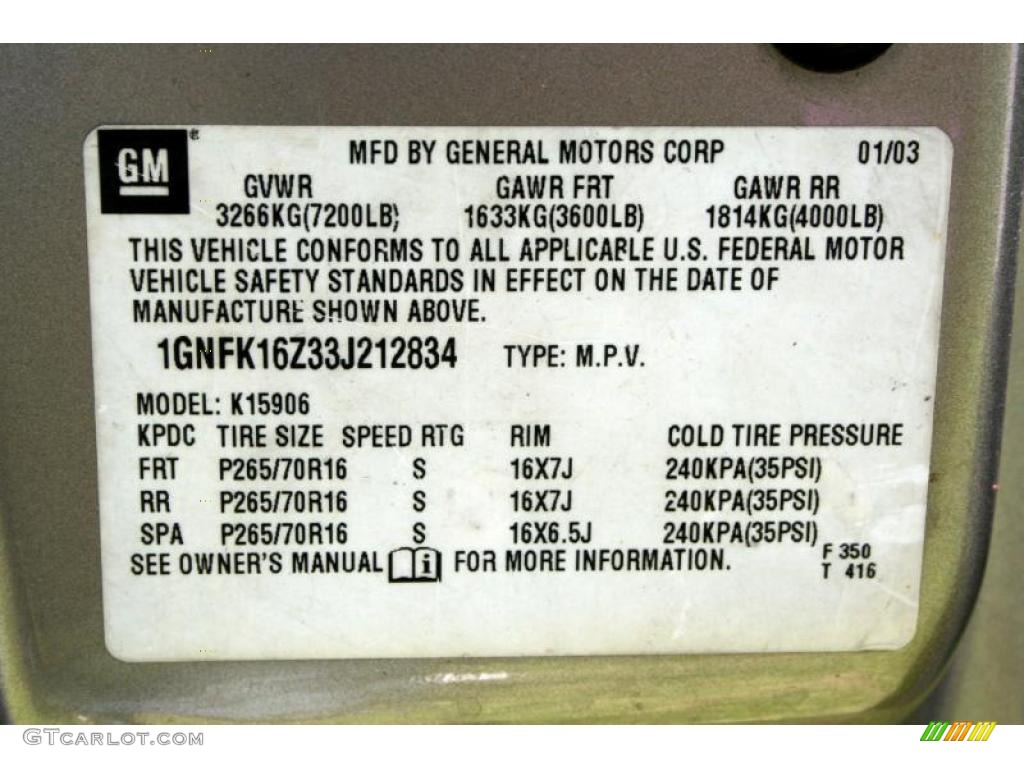 GM®
MFD BY GENERAL MOTORS CORP 01/03
GVWR GAWR FRT GAWR RR
3266KG(7200LB) 1633KG(3600LB) 1814KG(4000LB)
THIS VEHICLE CONFORMS TO ALL APPLICABLE U.S. FEDERAL MOTOR
VEHICLE SAFETY STANDARDS IN EFFECT ON THE DATE OF
MANUFACTURE SHOWN ABOVE.
1GNFK16Z33J212834 TYPE: M.P.V.
MODEL: K15906
KPDC TIRE SIZE SPEED RTG RIM COLD TIRE PRESSURE
FRT P265/70R16 S 16X7J 240KPA(35PSI)
RR P265/70R16 S 16X7J 240KPA(35PSI)
SPA P265/70R16 S 16X6.5J 240KPA(35PSI)
SEE OWNER'S MANUAL i FOR MORE INFORMATION.
F 350
T 416
GTCarLot.com